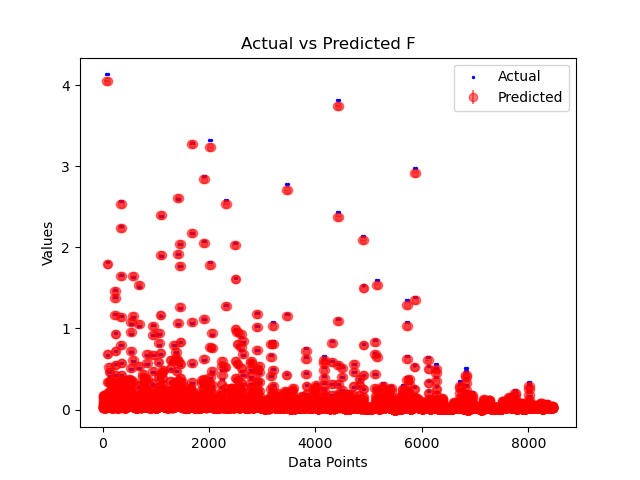 Actual vs Predicted F
Actual
Predicted
4
3
2
1
0
Values
0 2000 4000 6000 8000
Data Points